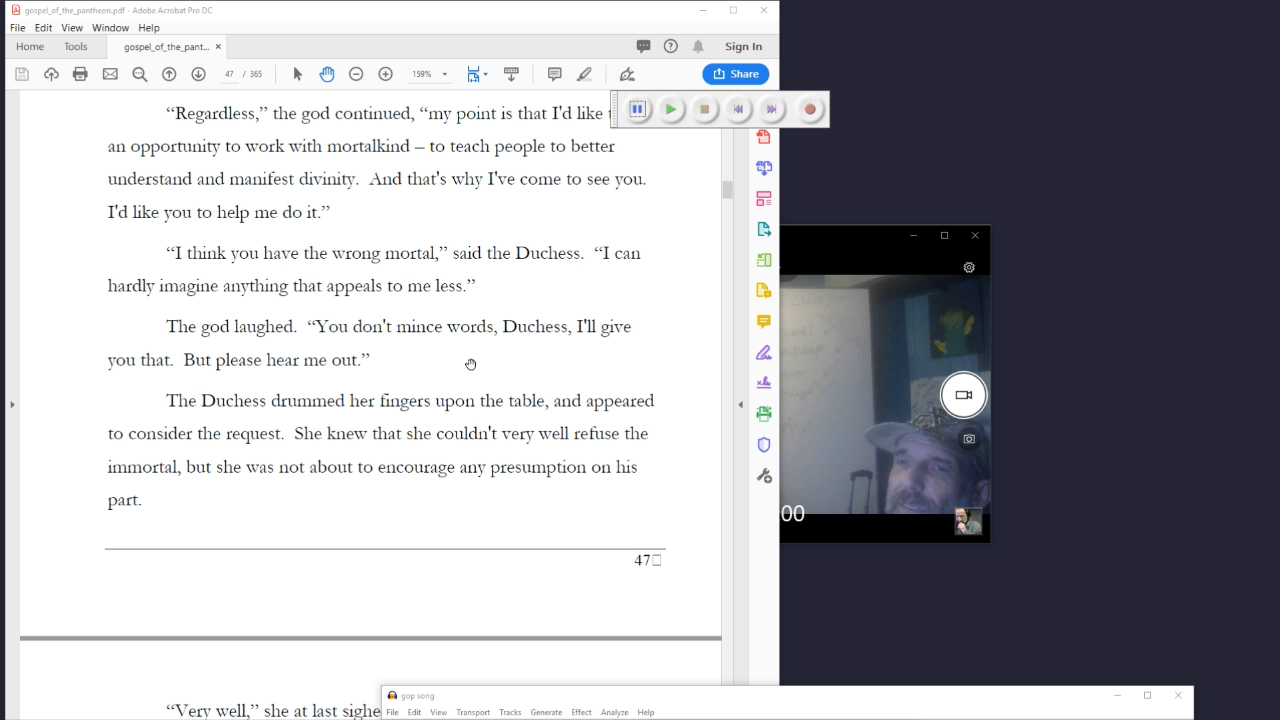 gospel_of_the_pantheon.pdf - Adobe Acrobat Pro DC
File Edit View Window Help
Home Tools gospel_of_the_pant... × Sign In
47 / 365 159% Share
“Regardless,” the god continued, “my point is that I'd like
an opportunity to work with mortalkind – to teach people to better
understand and manifest divinity. And that's why I've come to see you.
I'd like you to help me do it.”
“I think you have the wrong mortal,” said the Duchess. “I can
hardly imagine anything that appeals to me less.”
The god laughed. “You don't mince words, Duchess, I'll give
you that. But please hear me out.”
The Duchess drummed her fingers upon the table, and appeared
to consider the request. She knew that she couldn't very well refuse the
immortal, but she was not about to encourage any presumption on his
part.
00
47
“Very well,” she at last sighe
gop song
File Edit View Transport Tracks Generate Effect Analyze Help